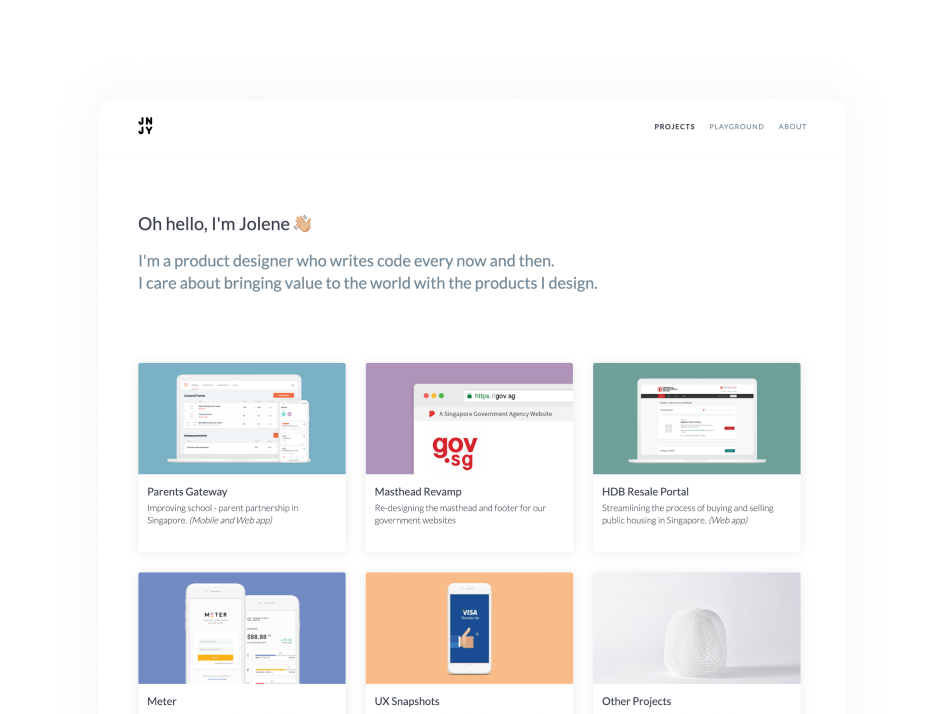 JN
JY
PROJECTS PLAYGROUND ABOUT
Oh hello, I'm Jolene 👋🏼
I'm a product designer who writes code every now and then.
I care about bringing value to the world with the products I design.
Consent Forms
Announcements
https://gov.sg
A Singapore Government Agency Website
gov
.sg
Parents Gateway
Improving school - parent partnership in
Singapore. (Mobile and Web app)
Masthead Revamp
Re-designing the masthead and footer for our
government websites
HDB Resale Portal
Streamlining the process of buying and selling
public housing in Singapore. (Web app)
METER
$88.88
VISA
Meter
UX Snapshots
Other Projects